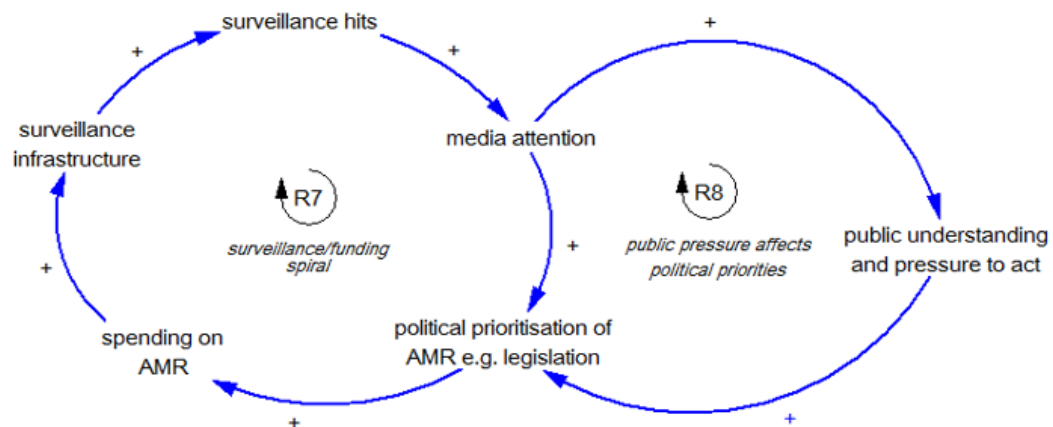 surveillance hits
+
+
+
surveillance
infrastructure
media attention
R7
surveillance/funding
spiral
R8
public pressure affects
political priorities
public understanding
and pressure to act
+
+
spending on
AMR
political prioritisation of
AMR e.g. legislation
+
+